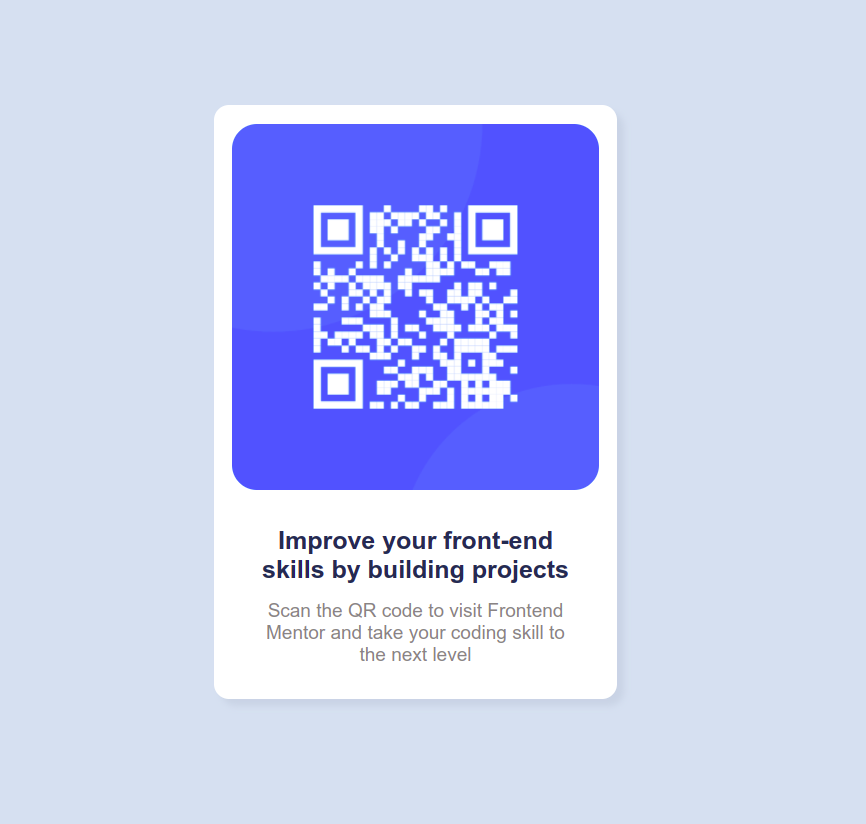 Improve your front-end
skills by building projects
Scan the QR code to visit Frontend
Mentor and take your coding skill to
the next level